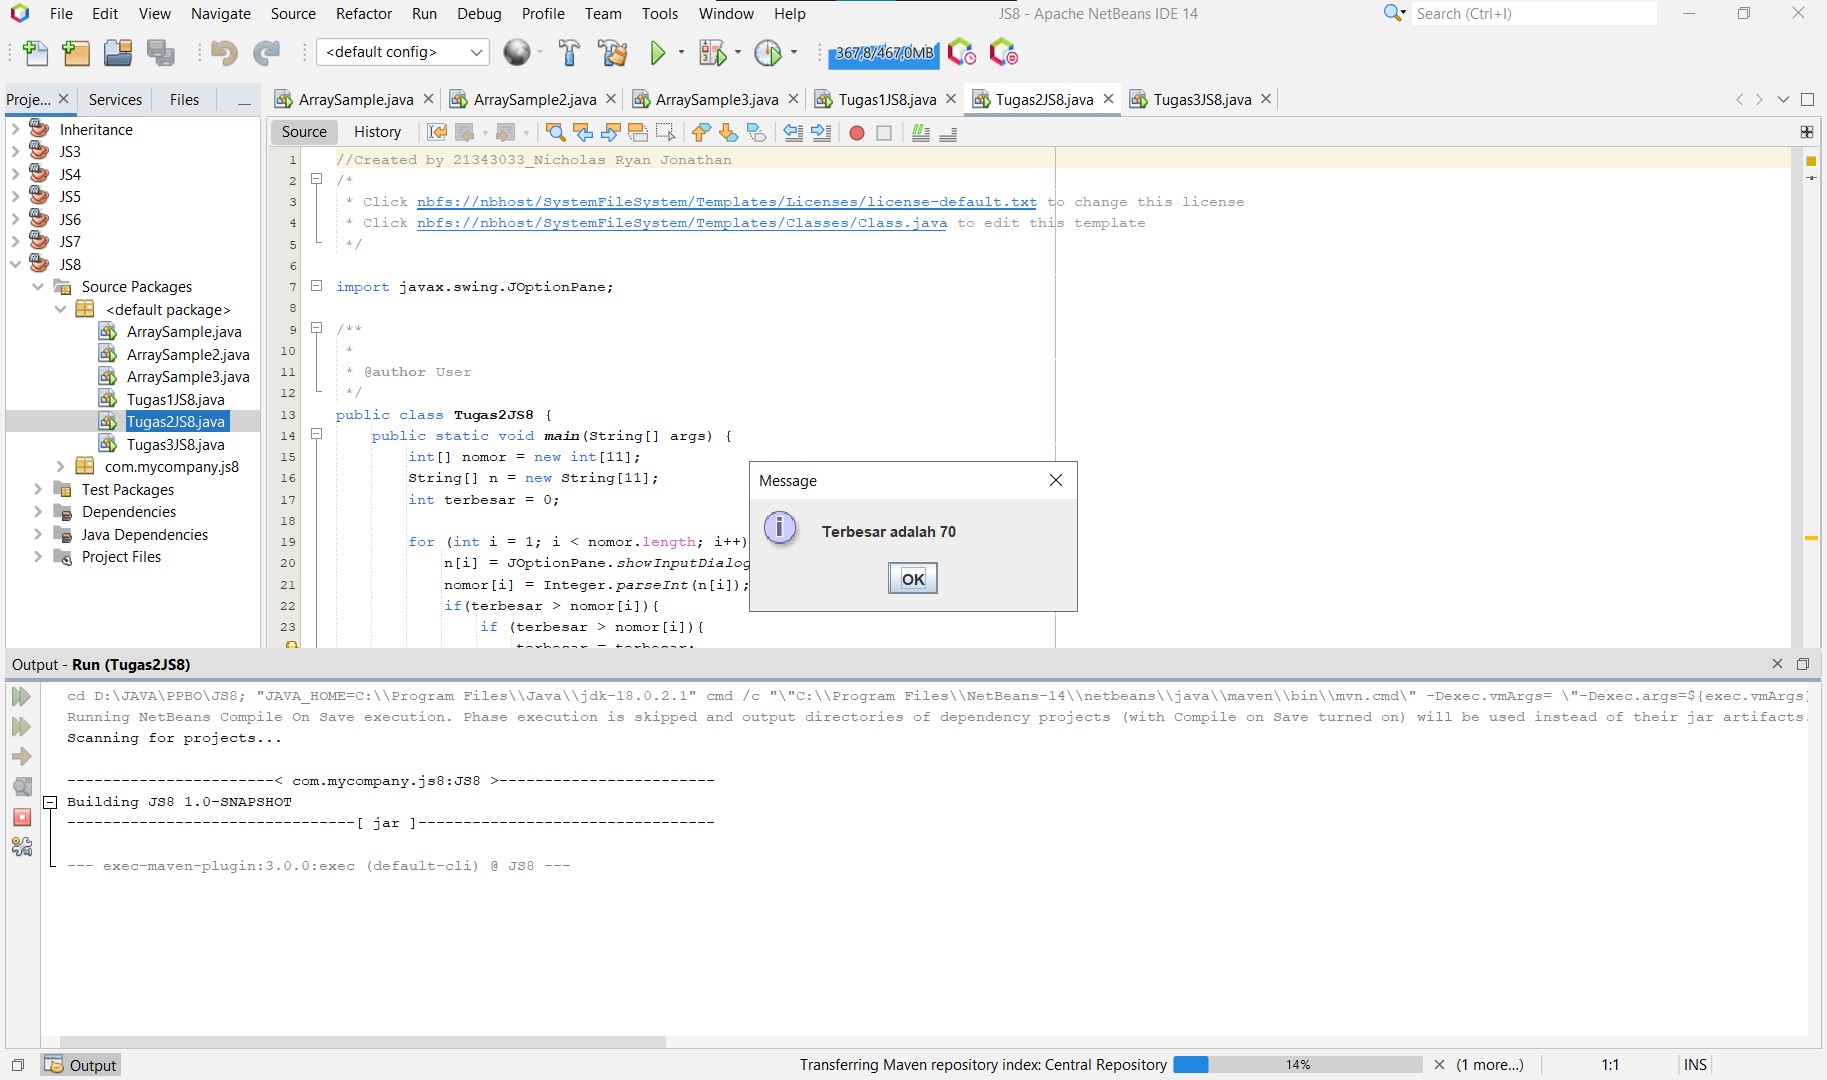 File Edit View Navigate Source Refactor Run Debug Profile Team Tools Window Help JS8 - Apache NetBeans IDE 14 Search (Ctrl+I)
<default config> 367,8/467,0MB
Proje... Services Files ArraySample.java ArraySample2.java ArraySample3.java Tugas1JS8.java Tugas2JS8.java Tugas3JS8.java
Source History
Inheritance
JS3
JS4
JS5
JS6
JS7
JS8
Source Packages
<default package>
ArraySample.java
ArraySample2.java
ArraySample3.java
Tugas1JS8.java
Tugas2JS8.java
Tugas3JS8.java
com.mycompany.js8
Test Packages
Dependencies
Java Dependencies
Project Files
1 //Created by 21343033_Nicholas Ryan Jonathan
2 /*
3 * Click nbfs://nbhost/SystemFileSystem/Templates/Licenses/license-default.txt to change this license
4 * Click nbfs://nbhost/SystemFileSystem/Templates/Classes/Class.java to edit this template
5 */
6
7 import javax.swing.JOptionPane;
8
9 /**
10 *
11 * @author User
12 */
13 public class Tugas2JS8 {
14 public static void main(String[] args) {
15 int[] nomor = new int[11];
16 String[] n = new String[11];
17 int terbesar = 0;
18
19 for (int i = 1; i < nomor.length; i++)
20 n[i] = JOptionPane.showInputDialog
21 nomor[i] = Integer.parseInt(n[i]);
22 if(terbesar > nomor[i]){
23 if (terbesar > nomor[i]){
terbesar = terbesar;
Message
Terbesar adalah 70
OK
Output - Run (Tugas2JS8)
cd D:\JAVA\PPBO\JS8; "JAVA_HOME=C:\\Program Files\\Java\\jdk-18.0.2.1" cmd /c "\"C:\\Program Files\\NetBeans-14\\netbeans\\java\\maven\\bin\\mvn.cmd\" -Dexec.vmArgs= \"-Dexec.args=${exec.vmArgs}
Running NetBeans Compile On Save execution. Phase execution is skipped and output directories of dependency projects (with Compile on Save turned on) will be used instead of their jar artifacts.
Scanning for projects...
-----------------------< com.mycompany.js8:JS8 >------------------------
Building JS8 1.0-SNAPSHOT
--------------------------------[ jar ]---------------------------------
--- exec-maven-plugin:3.0.0:exec (default-cli) @ JS8 ---
Output Transferring Maven repository index: Central Repository 14% (1 more...) 1:1 INS